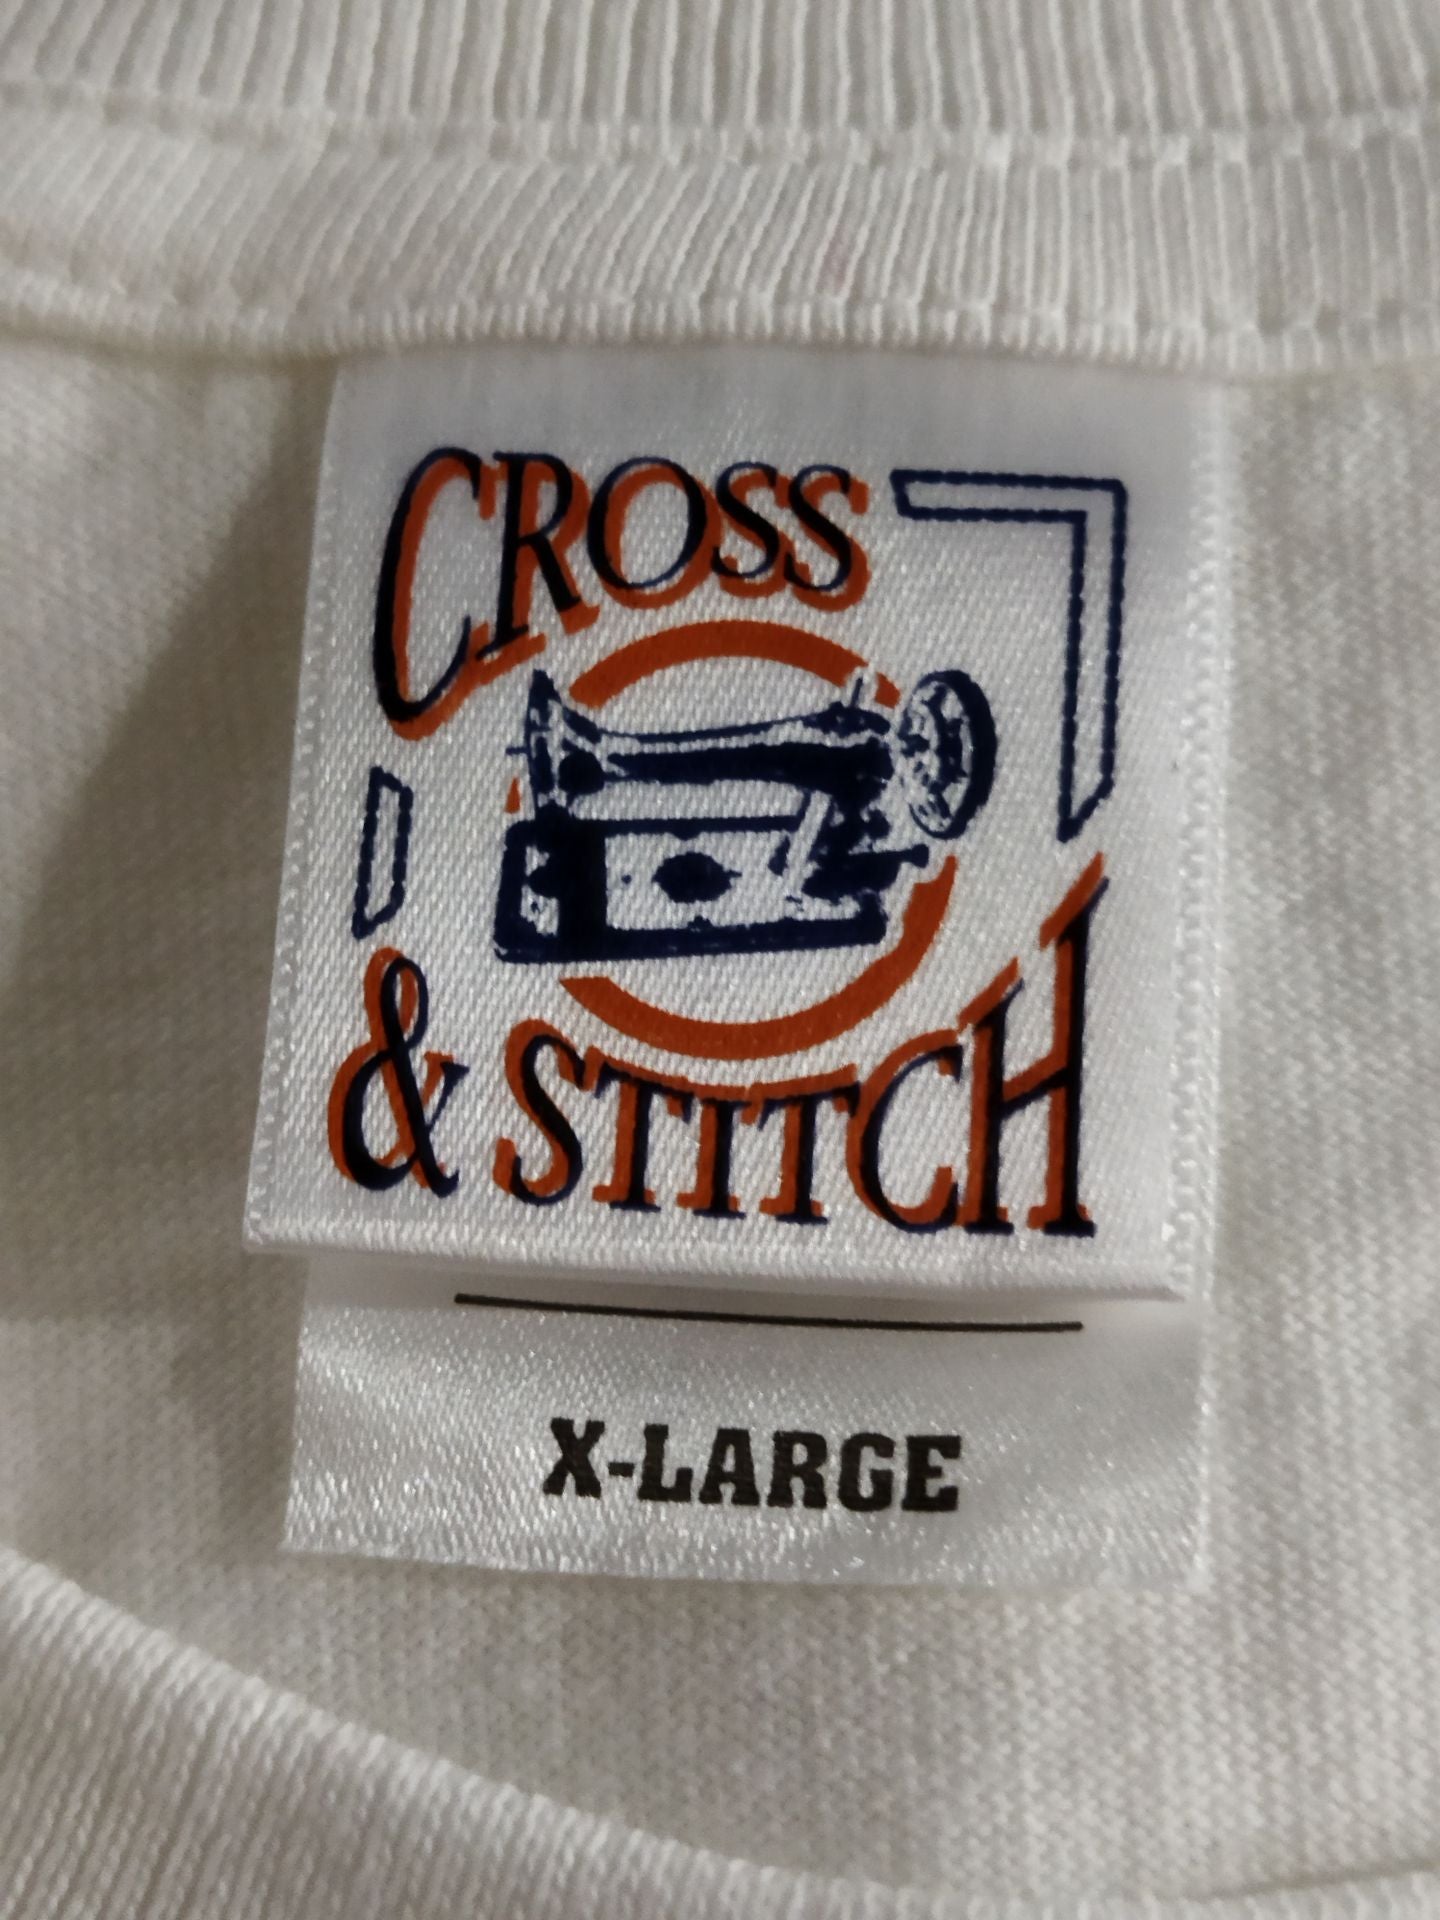 CROSS
& STITCH
X-LARGE